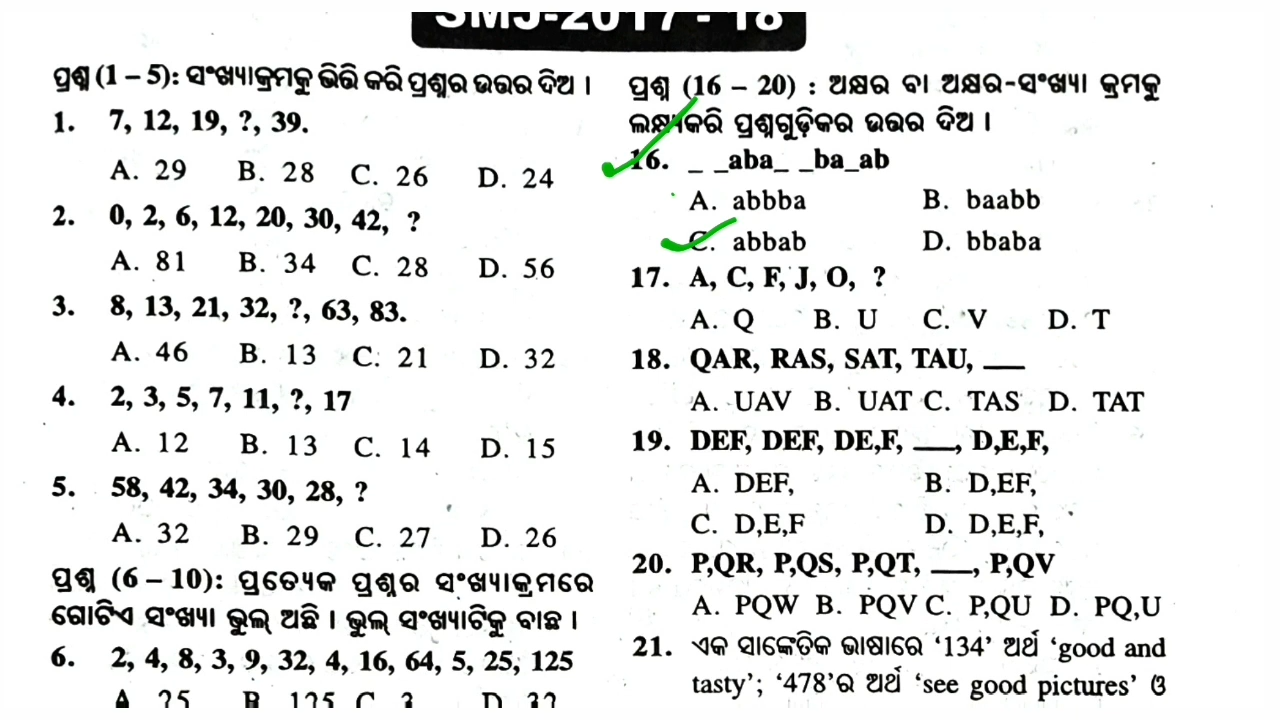 SMJ-2017 - 18
ପ୍ରଶ୍ନ (1 – 5): ସଂଖ୍ୟାକ୍ରମକୁ ଭିତ୍ତି କରି ପ୍ରଶ୍ନର ଉତ୍ତର ଦିଅ ।
1. 7, 12, 19, ?, 39.
A. 29 B. 28 C. 26 D. 24
2. 0, 2, 6, 12, 20, 30, 42, ?
A. 81 B. 34 C. 28 D. 56
3. 8, 13, 21, 32, ?, 63, 83.
A. 46 B. 13 C. 21 D. 32
4. 2, 3, 5, 7, 11, ?, 17
A. 12 B. 13 C. 14 D. 15
5. 58, 42, 34, 30, 28, ?
A. 32 B. 29 C. 27 D. 26
ପ୍ରଶ୍ନ (6 – 10): ପ୍ରତ୍ୟେକ ପ୍ରଶ୍ନର ସଂଖ୍ୟାକ୍ରମରେ
ଗୋଟିଏ ସଂଖ୍ୟା ଭୁଲ୍ ଅଛି । ଭୁଲ୍ ସଂଖ୍ୟାଟିକୁ ବାଛ ।
6. 2, 4, 8, 3, 9, 32, 4, 16, 64, 5, 25, 125
A 25 B 125 C 3 D 32
ପ୍ରଶ୍ନ (16 – 20) : ଅକ୍ଷର ବା ଅକ୍ଷର-ସଂଖ୍ୟା କ୍ରମକୁ
ଲକ୍ଷ୍ୟକରି ପ୍ରଶ୍ନଗୁଡ଼ିକର ଉତ୍ତର ଦିଅ ।
16. _ _aba_ _ba_ab
A. abbba B. baabb
C. abbab D. bbaba
17. A, C, F, J, O, ?
A. Q B. U C. V D. T
18. QAR, RAS, SAT, TAU, ___
A. UAV B. UAT C. TAS D. TAT
19. DEF, DEF, DE,F, ___, D,E,F,
A. DEF, B. D,EF,
C. D,E,F D. D,E,F,
20. P,QR, P,QS, P,QT, ___, P,QV
A. PQW B. PQV C. P,QU D. PQ,U
21. ଏକ ସାଙ୍କେତିକ ଭାଷାରେ ‘134’ ଅର୍ଥ ‘good and
tasty’; ‘478’ର ଅର୍ଥ ‘see good pictures’ ଓ